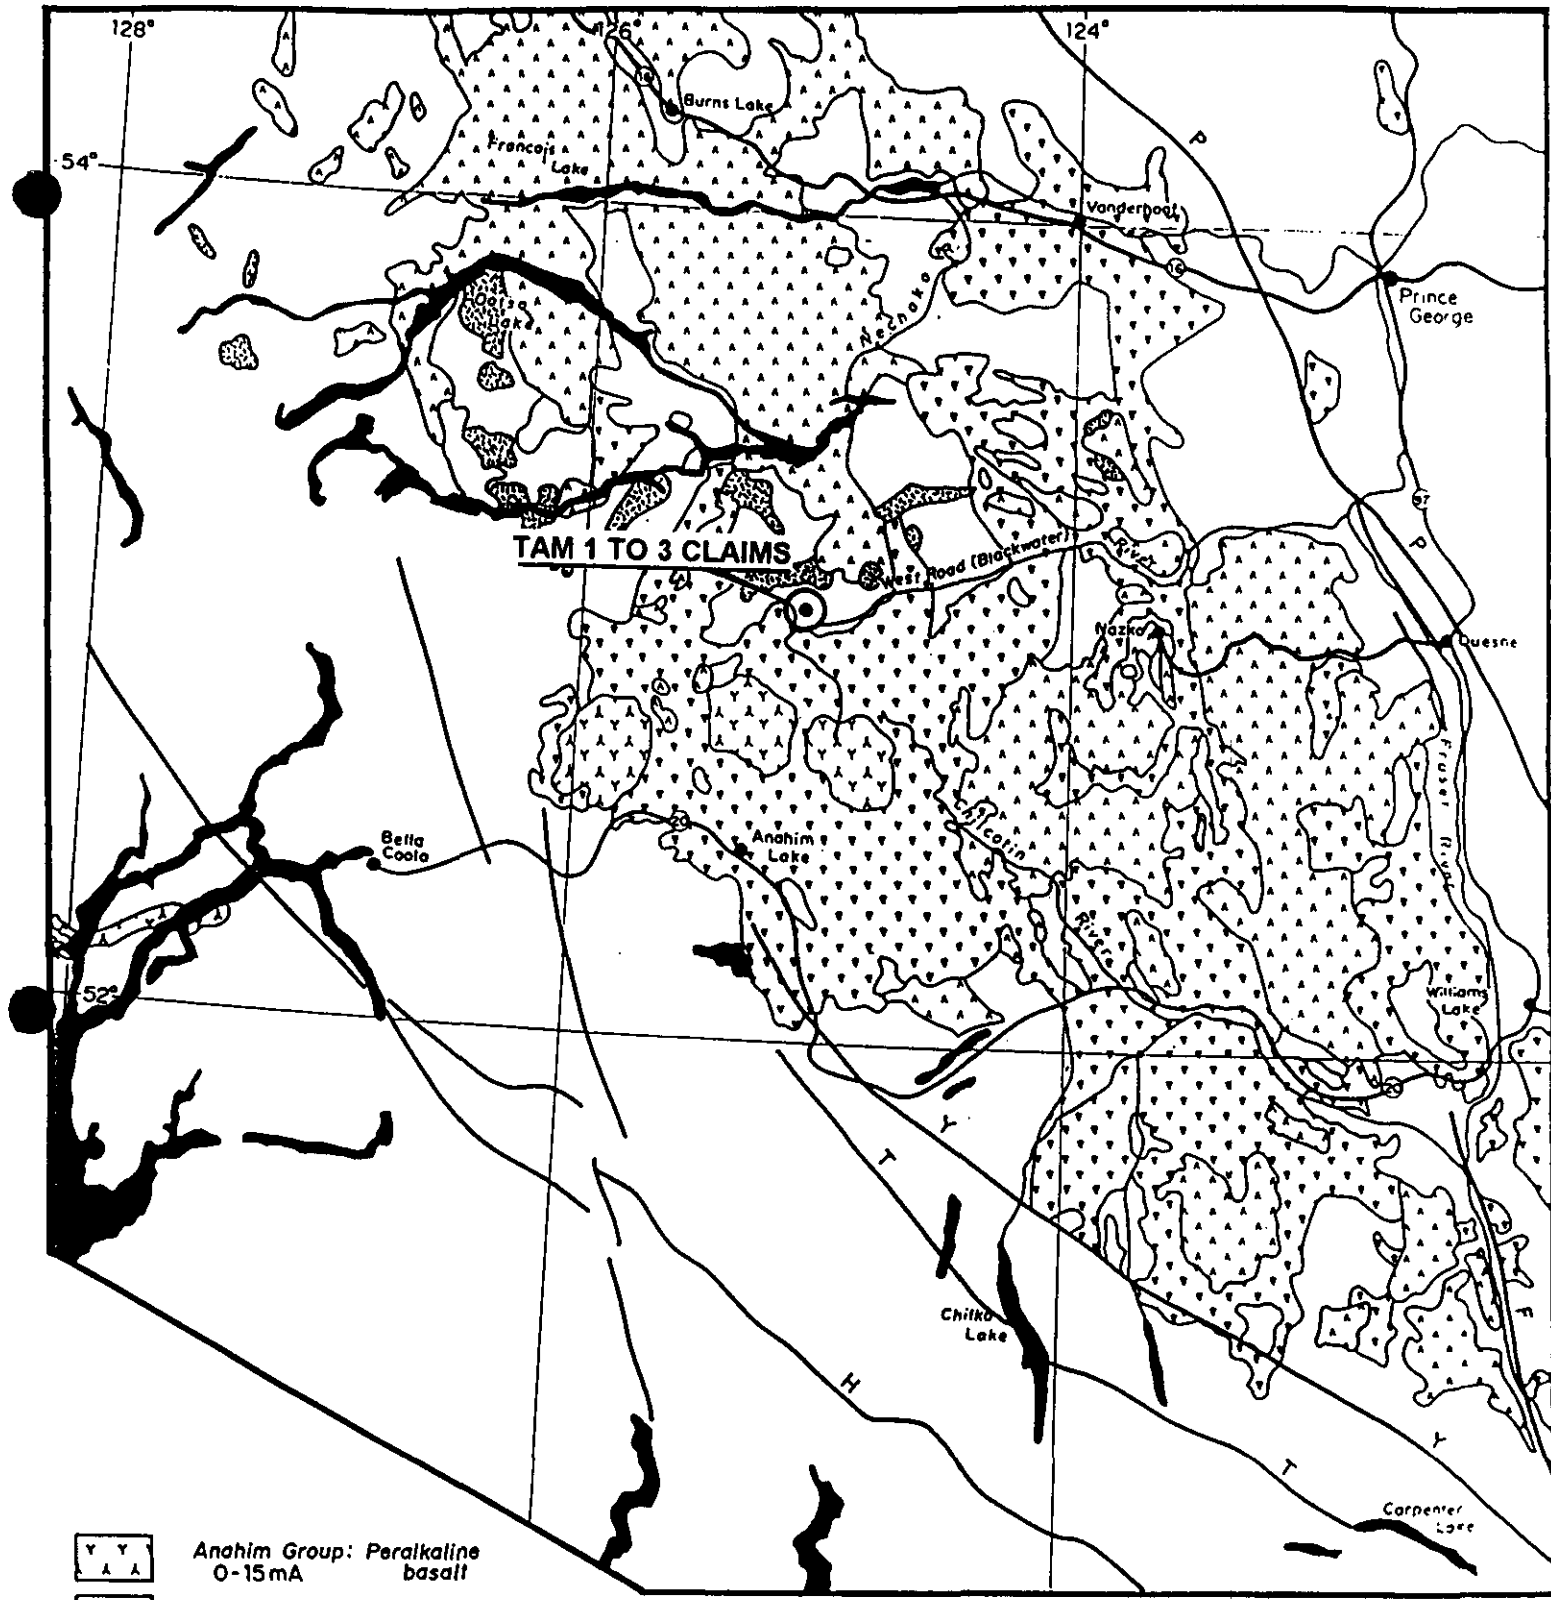 128°
126°
124°
16
Burns Lake
P
Francois
Lake
54°
Vanderhoof
16
Prince
George
Nechako
Ootsa
Lake
97
P
TAM 1 TO 3 CLAIMS
West Road (Blackwater)
River
Nazko
Quesne
Fraser River
Chilcotin
River
20
Anahim
Lake
Bella
Coola
52°
Williams
Lake
20
Y
T
F
Chilko
Lake
H
Y
T
Carpenter
Lake
Anahim Group: Peralkaline
0-15mA basalt